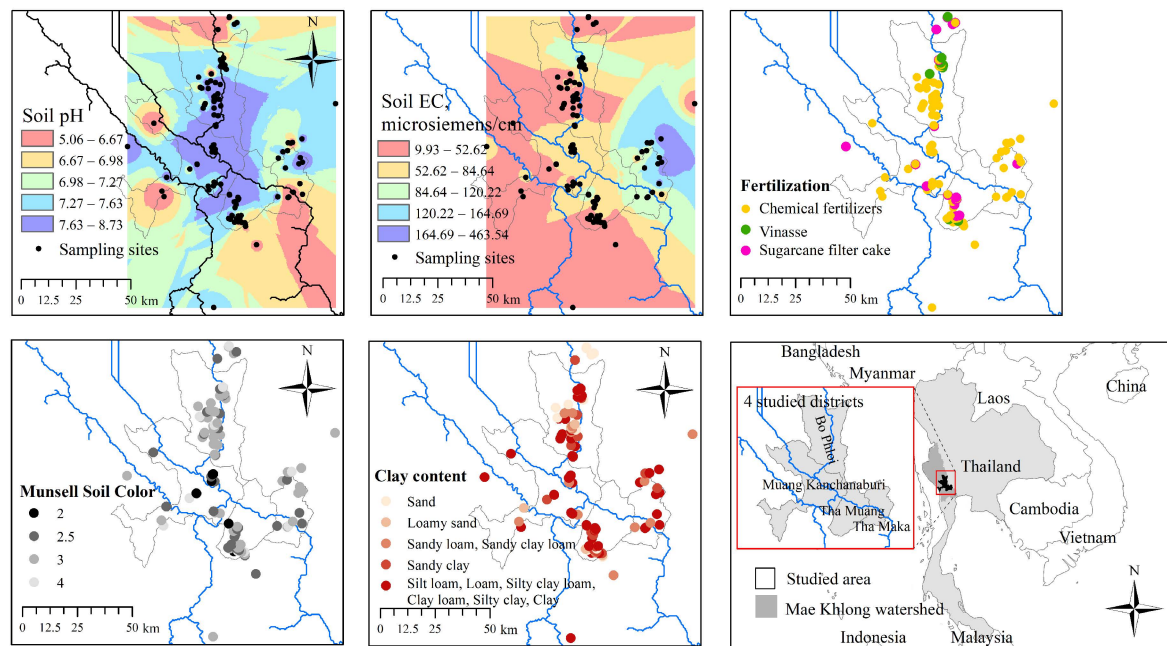 N
Soil pH
5.06 – 6.67
6.67 – 6.98
6.98 – 7.27
7.27 – 7.63
7.63 – 8.73
Sampling sites
0 12.5 25 50 km
N
Soil EC,
microsiemens/cm
9.93 – 52.62
52.62 – 84.64
84.64 – 120.22
120.22 – 164.69
164.69 – 463.54
Sampling sites
0 12.5 25 50 km
Fertilization
Chemical fertilizers
Vinasse
Sugarcane filter cake
0 12.5 25 50 km
N
Munsell Soil Color
2
2.5
3
4
0 12.5 25 50 km
N
Clay content
Sand
Loamy sand
Sandy loam, Sandy clay loam
Sandy clay
Silt loam, Loam, Silty clay loam,
Clay loam, Silty clay, Clay
0 12.5 25 50 km
Bangladesh
Myanmar
China
Laos
4 studied districts
Bo Phloi
Thailand
Muang Kanchanaburi
Tha Muang
Tha Maka
Cambodia
Vietnam
Studied area
Mae Khlong watershed
N
Indonesia
Malaysia